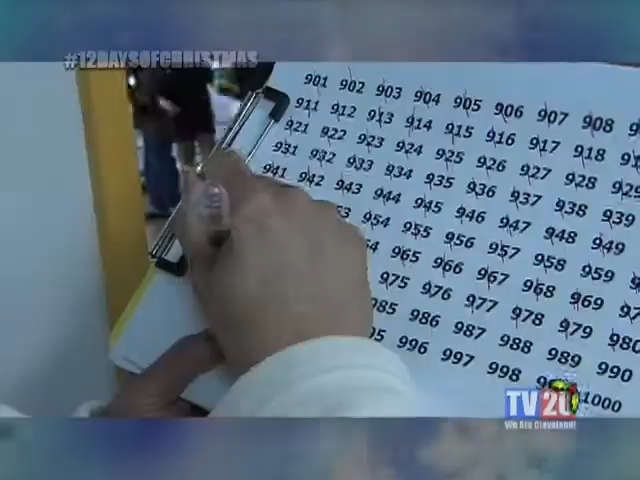 #12DAYSOFCHRISTMAS
901 902 903 904 905 906 907 908
911 912 913 914 915 916 917 918
921 922 923 924 925 926 927 928
931 932 933 934 935 936 937 938 939
941 942 943 944 945 946 947 948 949
954 955 956 957 958 959
965 966 967 968 969
975 976 977 978 979 980
985 986 987 988 989 990
996 997 998 1000
TV20
We Are Cleveland!